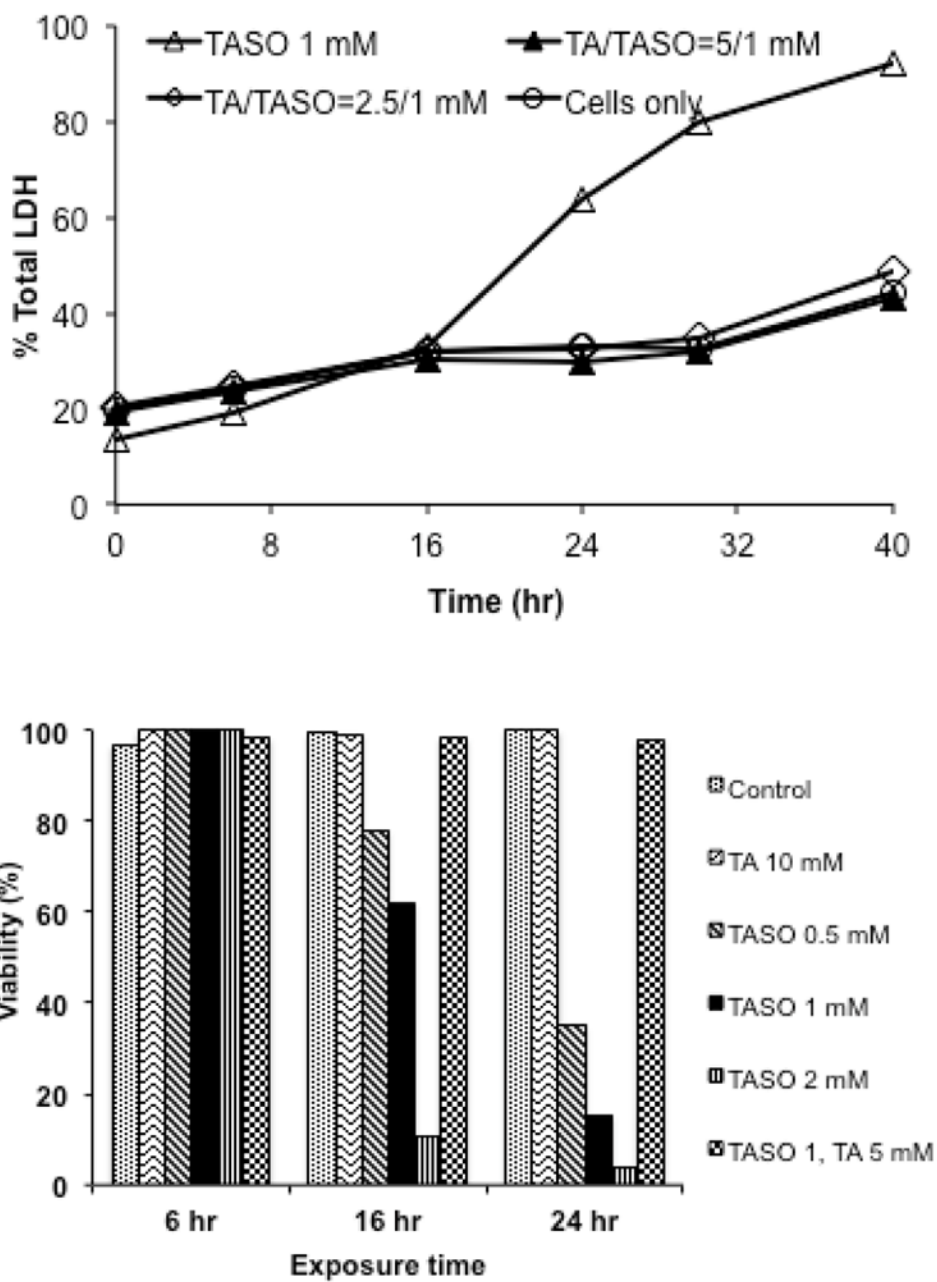 100
TASO 1 mM
TA/TASO=5/1 mM
TA/TASO=2.5/1 mM
Cells only
80
60
40
20
0
% Total LDH
0 8 16 24 32 40
Time (hr)
100
80
60
40
20
0
Viability (%)
6 hr 16 hr 24 hr
Exposure time
Control
TA 10 mM
TASO 0.5 mM
TASO 1 mM
TASO 2 mM
TASO 1, TA 5 mM